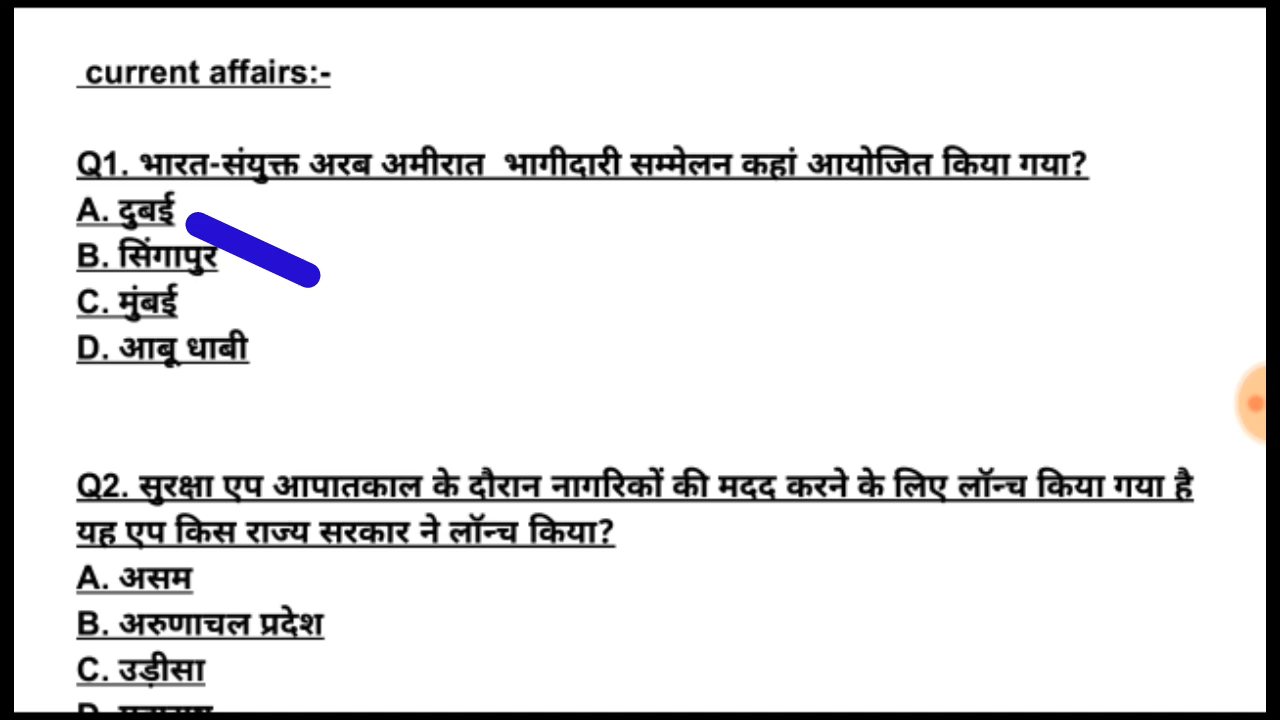 current affairs:-
Q1. भारत-संयुक्त अरब अमीरात भागीदारी सम्मेलन कहां आयोजित किया गया?
A. दुबई
B. सिंगापुर
C. मुंबई
D. आबू धाबी
Q2. सुरक्षा एप आपातकाल के दौरान नागरिकों की मदद करने के लिए लॉन्च किया गया है
यह एप किस राज्य सरकार ने लॉन्च किया?
A. असम
B. अरुणाचल प्रदेश
C. उड़ीसा
D.